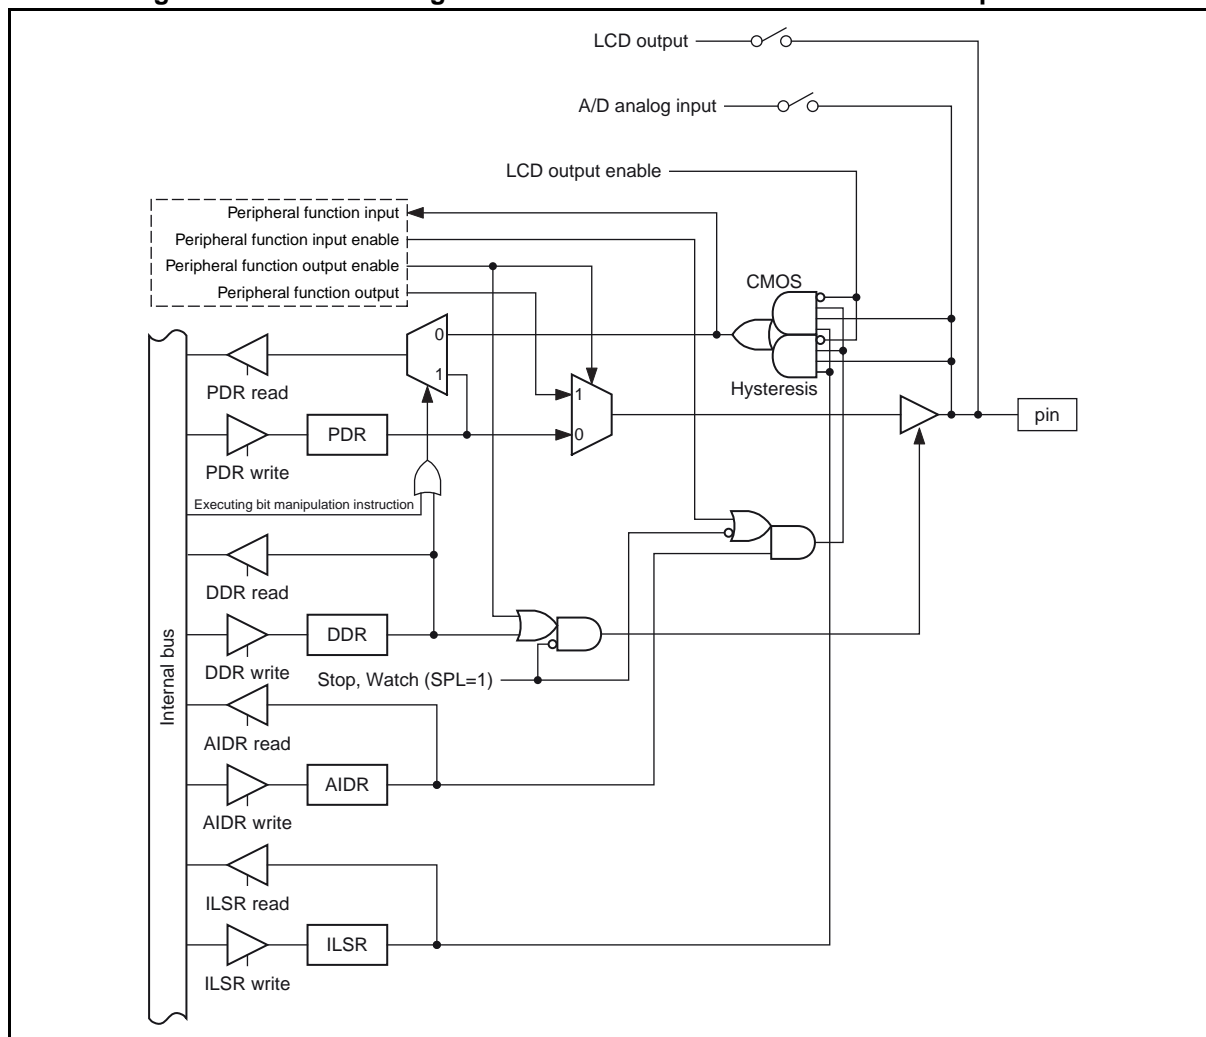 LCD output
A/D analog input
LCD output enable
Peripheral function input
Peripheral function input enable
Peripheral function output enable
Peripheral function output
CMOS
0
1
Hysteresis
PDR read
1
0
pin
PDR
PDR write
Executing bit manipulation instruction
DDR read
DDR
DDR write
Stop, Watch (SPL=1)
Internal bus
AIDR read
AIDR
AIDR write
ILSR read
ILSR
ILSR write